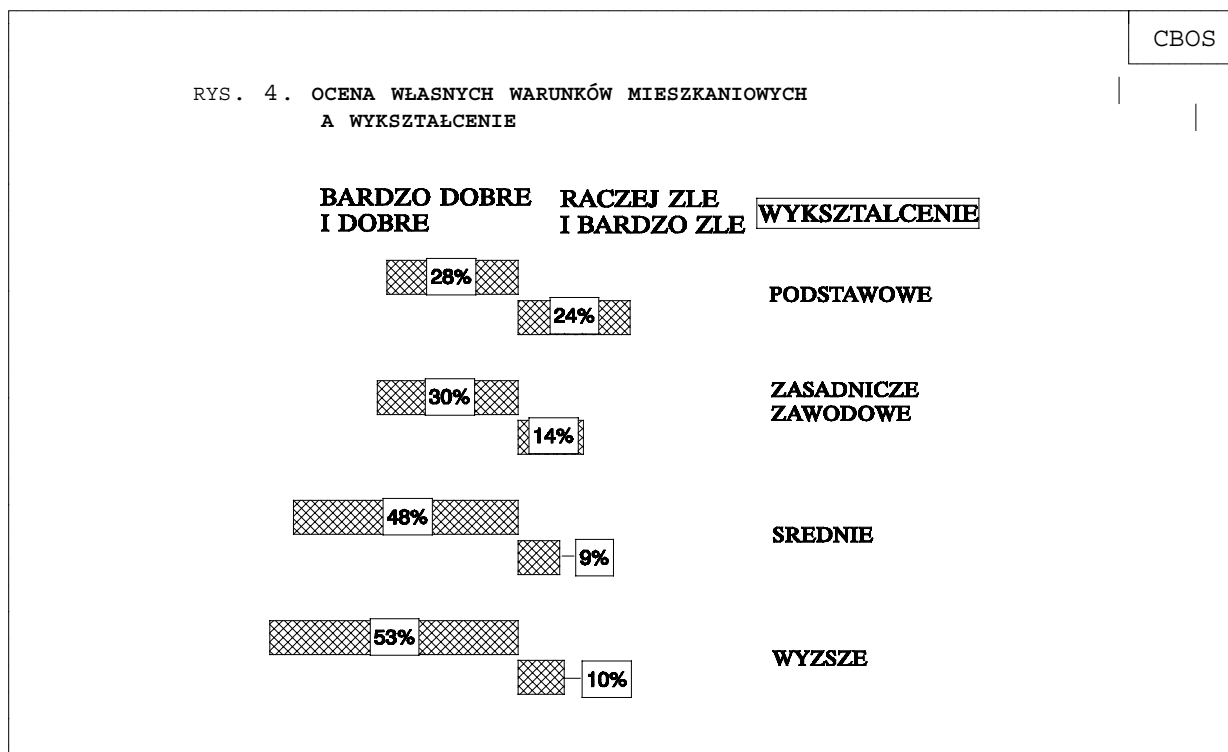 CBOS
RYS. 4. OCENA WŁASNYCH WARUNKÓW MIESZKANIOWYCH
A WYKSZTAŁCENIE
BARDZO DOBRE
I DOBRE
RACZEJ ZLE
I BARDZO ZLE
WYKSZTALCENIE
28%
24%
PODSTAWOWE
30%
14%
ZASADNICZE
ZAWODOWE
48%
9%
SREDNIE
53%
10%
WYZSZE